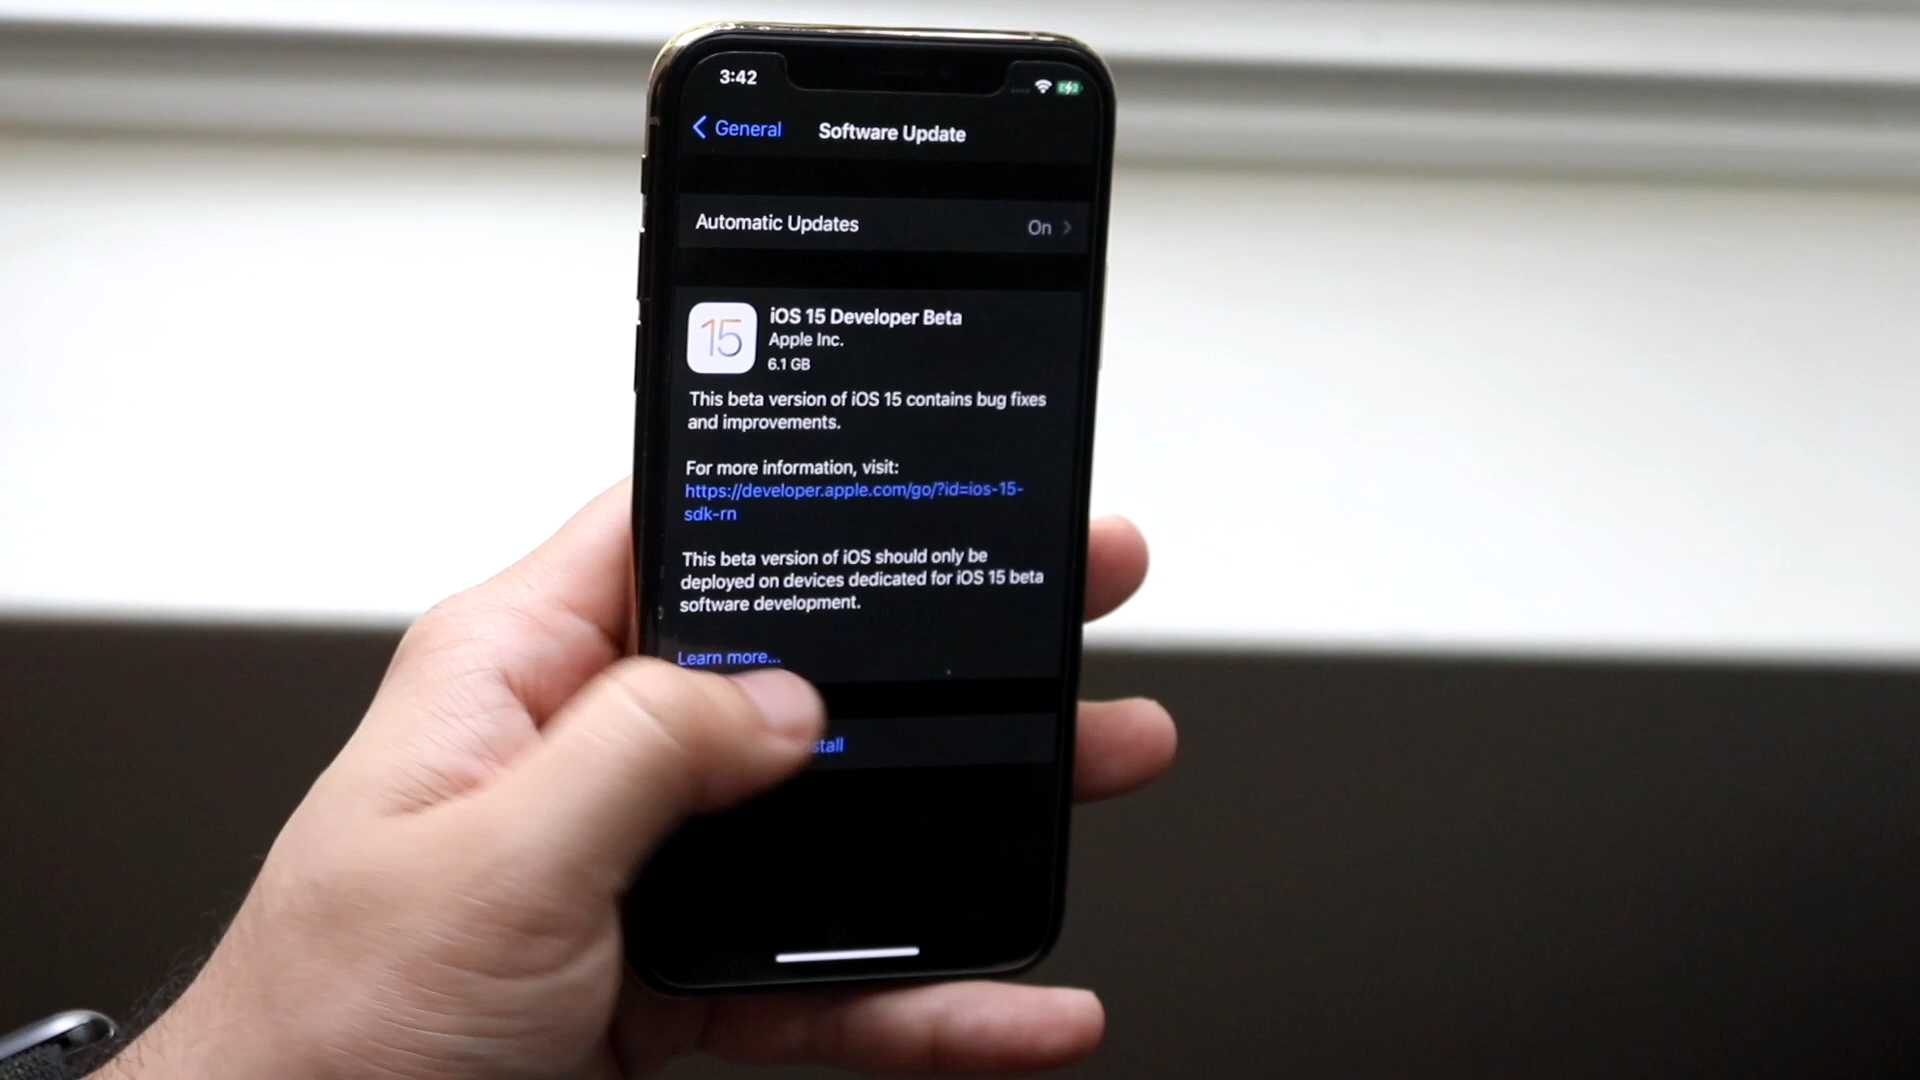 3:42
General
Software Update
Automatic Updates
On
15
iOS 15 Developer Beta
Apple Inc.
6.1 GB
This beta version of iOS 15 contains bug fixes
and improvements.
For more information, visit:
https://developer.apple.com/go/?id=ios-15-
sdk-rn
This beta version of iOS should only be
deployed on devices dedicated for iOS 15 beta
software development.
Learn more...